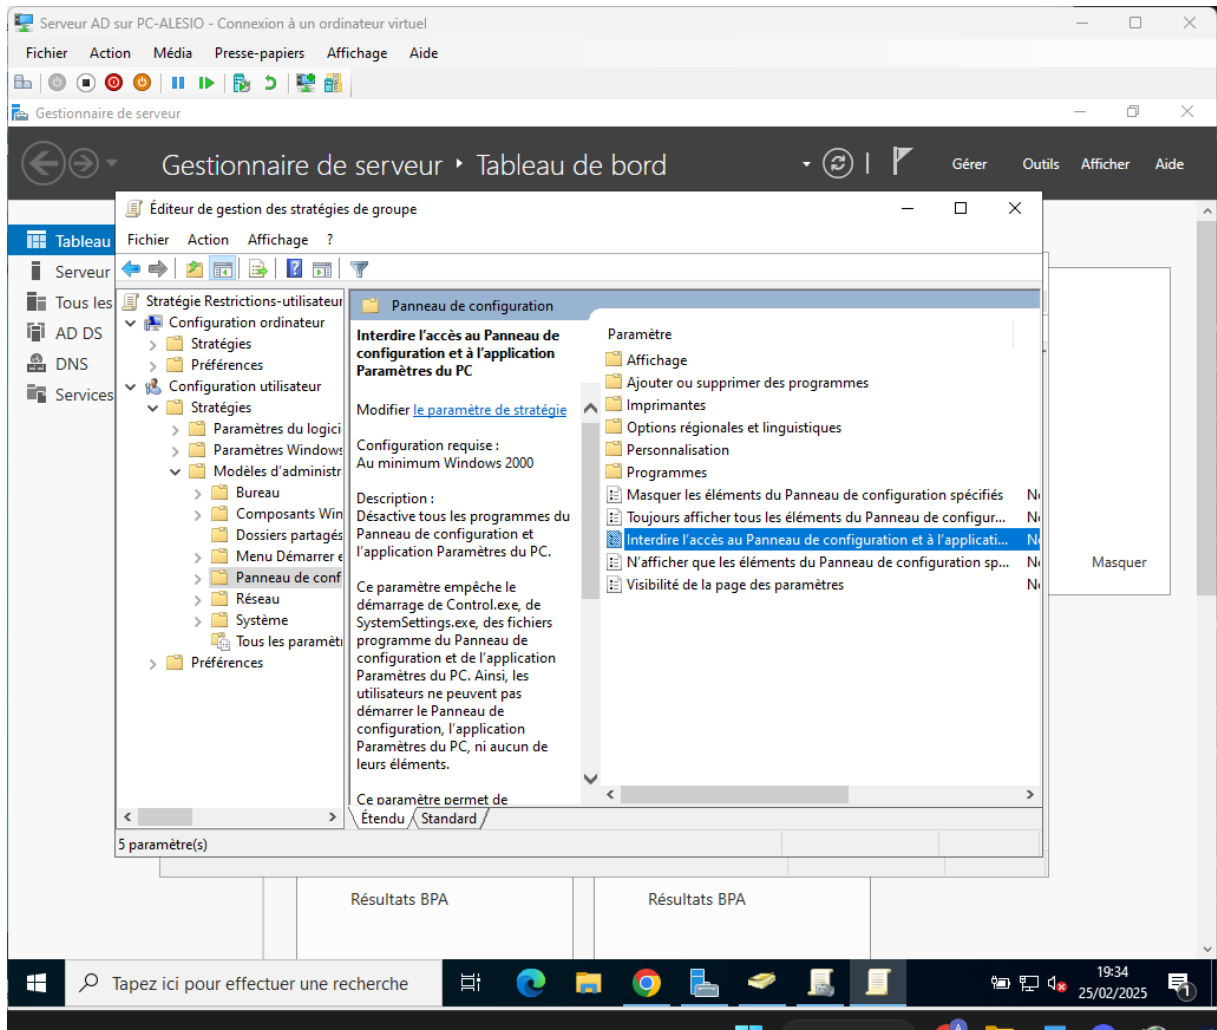 Serveur AD sur PC-ALESIO - Connexion à un ordinateur virtuel
Fichier Action Média Presse-papiers Affichage Aide
Gestionnaire de serveur
Gestionnaire de serveur • Tableau de bord
Gérer Outils Afficher Aide
Éditeur de gestion des stratégies de groupe
Fichier Action Affichage ?
Tableau
Serveur
Tous les
AD DS
DNS
Services
Stratégie Restrictions-utilisateur
Configuration ordinateur
Stratégies
Préférences
Configuration utilisateur
Stratégies
Paramètres du logici
Paramètres Windows
Modèles d'administr
Bureau
Composants Win
Dossiers partagés
Menu Démarrer e
Panneau de conf
Réseau
Système
Tous les paramètr
Préférences
Panneau de configuration
Interdire l'accès au Panneau de
configuration et à l'application
Paramètres du PC
Modifier le paramètre de stratégie
Configuration requise :
Au minimum Windows 2000
Description :
Désactive tous les programmes du
Panneau de configuration et
l'application Paramètres du PC.
Ce paramètre empêche le
démarrage de Control.exe, de
SystemSettings.exe, des fichiers
programme du Panneau de
configuration et de l'application
Paramètres du PC. Ainsi, les
utilisateurs ne peuvent pas
démarrer le Panneau de
configuration, l'application
Paramètres du PC, ni aucun de
leurs éléments.
Ce paramètre permet de
Paramètre
Affichage
Ajouter ou supprimer des programmes
Imprimantes
Options régionales et linguistiques
Personnalisation
Programmes
Masquer les éléments du Panneau de configuration spécifiés
Toujours afficher tous les éléments du Panneau de configur...
Interdire l'accès au Panneau de configuration et à l'applicati...
N'afficher que les éléments du Panneau de configuration sp...
Visibilité de la page des paramètres
Masquer
Étendu Standard
5 paramètre(s)
Résultats BPA
Résultats BPA
Tapez ici pour effectuer une recherche
19:34
25/02/2025
1